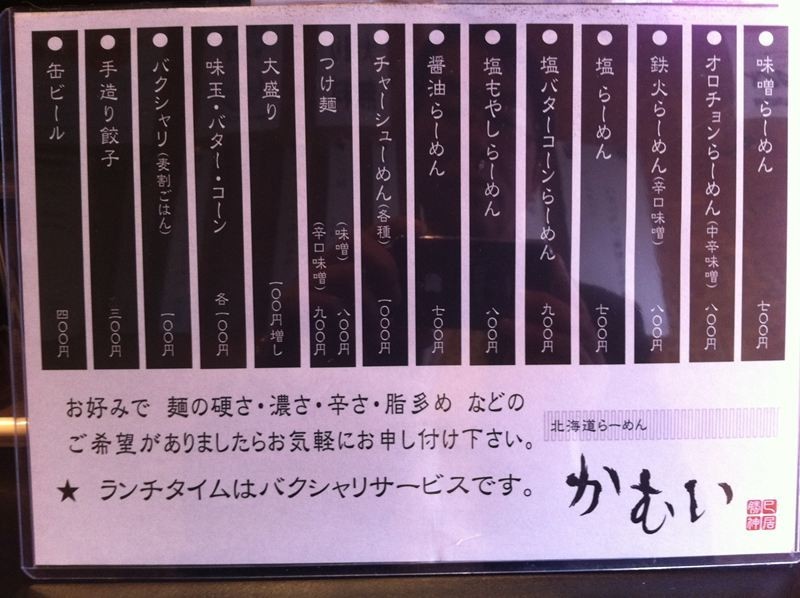 味噌らーめん 七〇〇円
オロチョンらーめん(中辛味噌) 八〇〇円
鉄火らーめん(辛口味噌) 八〇〇円
塩らーめん 七〇〇円
塩バターコーンらーめん 九〇〇円
塩もやしらーめん 八〇〇円
醤油らーめん 七〇〇円
チャーシューめん(各種) 一〇〇〇円
つけ麺 (味噌) 八〇〇円
(辛口味噌) 九〇〇円
大盛り 一〇〇円増し
味玉・バター・コーン 各一〇〇円
バクシャリ(麦割ごはん) 一〇〇円
手造り餃子 三〇〇円
缶ビール 四〇〇円
お好みで 麺の硬さ・濃さ・辛さ・脂多め などの
ご希望がありましたらお気軽にお申し付け下さい。
★ ランチタイムはバクシャリサービスです。
北海道らーめん
かむい